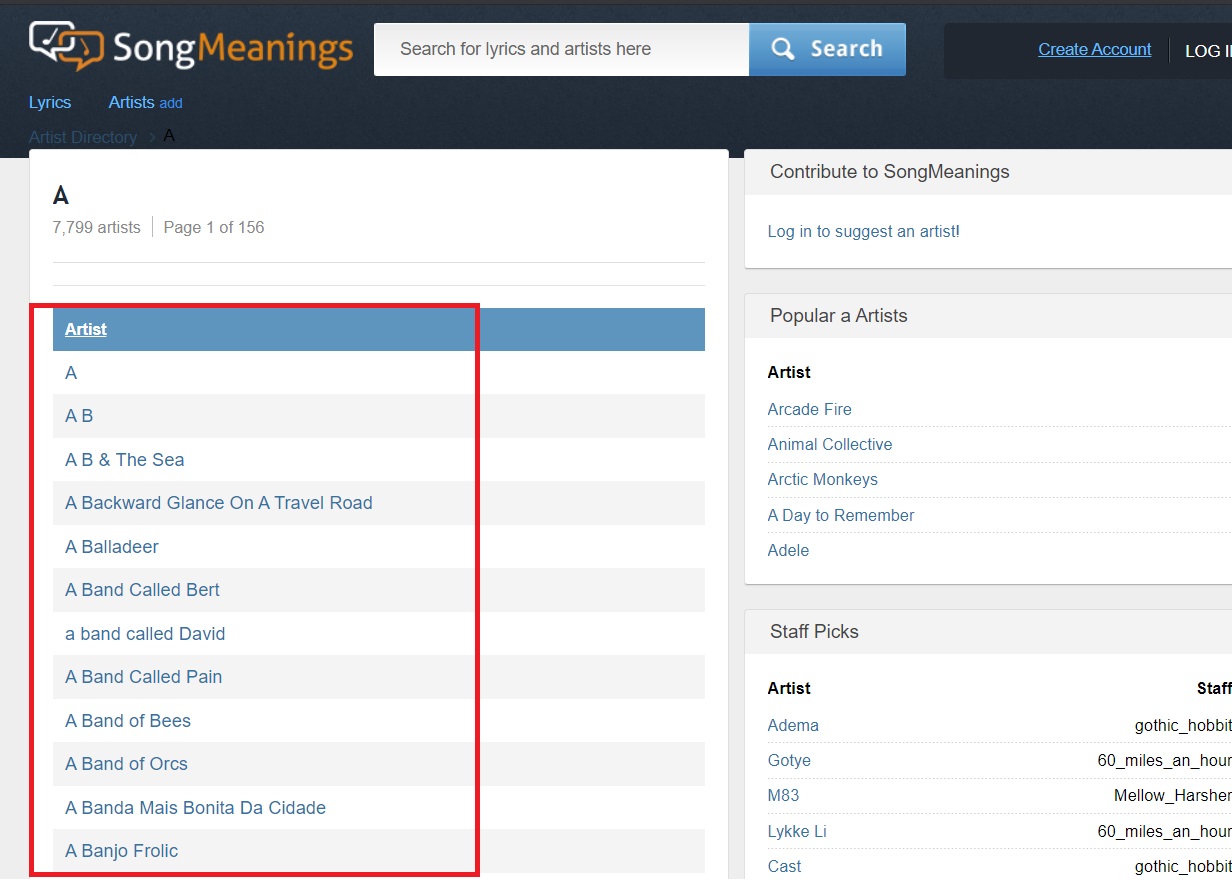 SongMeanings
Search for lyrics and artists here
Search
Create Account
LOG I
Lyrics
Artists add
Artist Directory > A
A
7,799 artists
Page 1 of 156
Artist
A
A B
A B & The Sea
A Backward Glance On A Travel Road
A Balladeer
A Band Called Bert
a band called David
A Band Called Pain
A Band of Bees
A Band of Orcs
A Banda Mais Bonita Da Cidade
A Banjo Frolic
Contribute to SongMeanings
Log in to suggest an artist!
Popular a Artists
Artist
Arcade Fire
Animal Collective
Arctic Monkeys
A Day to Remember
Adele
Staff Picks
Artist Staff
Adema gothic_hobbit
Gotye 60_miles_an_hour
M83 Mellow_Harsher
Lykke Li 60_miles_an_hour
Cast gothic_hobbit